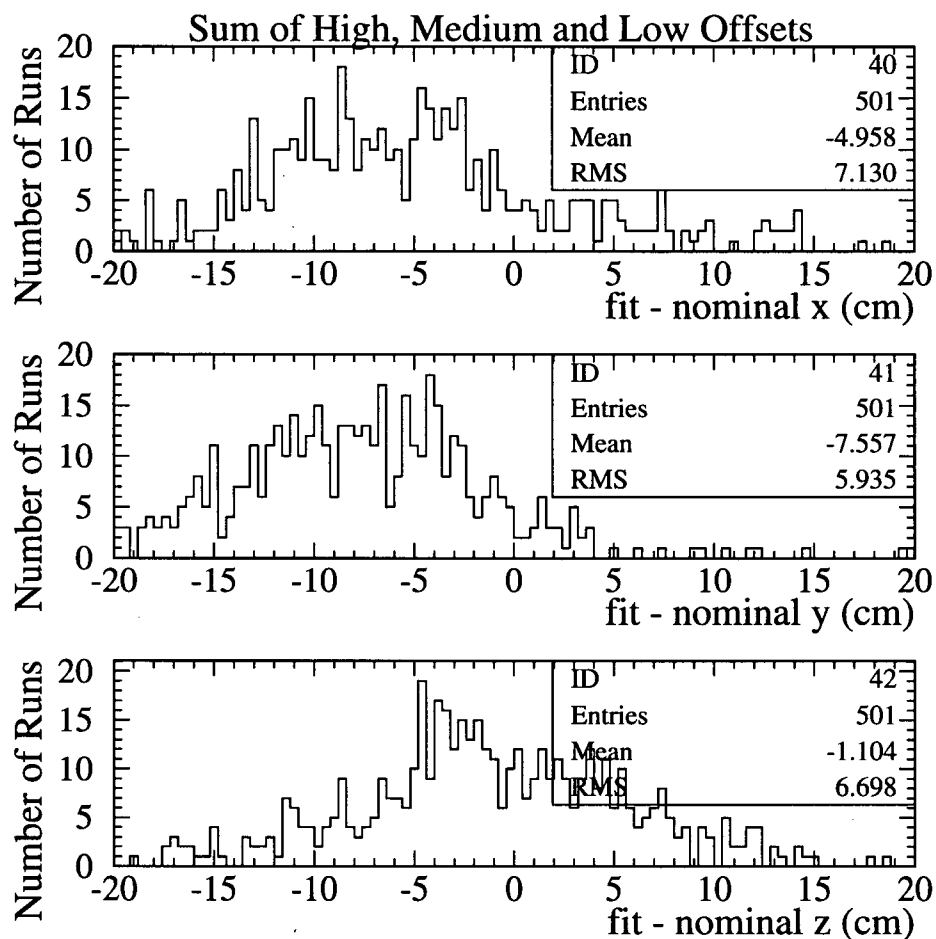 Sum of High, Medium and Low Offsets
Number of Runs
20
15
10
5
0
ID 40
Entries 501
Mean -4.958
RMS 7.130
-20 -15 -10 -5 0 5 10 15 20
fit - nominal x (cm)
Number of Runs
20
15
10
5
0
ID 41
Entries 501
Mean -7.557
RMS 5.935
-20 -15 -10 -5 0 5 10 15 20
fit - nominal y (cm)
Number of Runs
20
15
10
5
0
ID 42
Entries 501
Mean -1.104
RMS 6.698
-20 -15 -10 -5 0 5 10 15 20
fit - nominal z (cm)